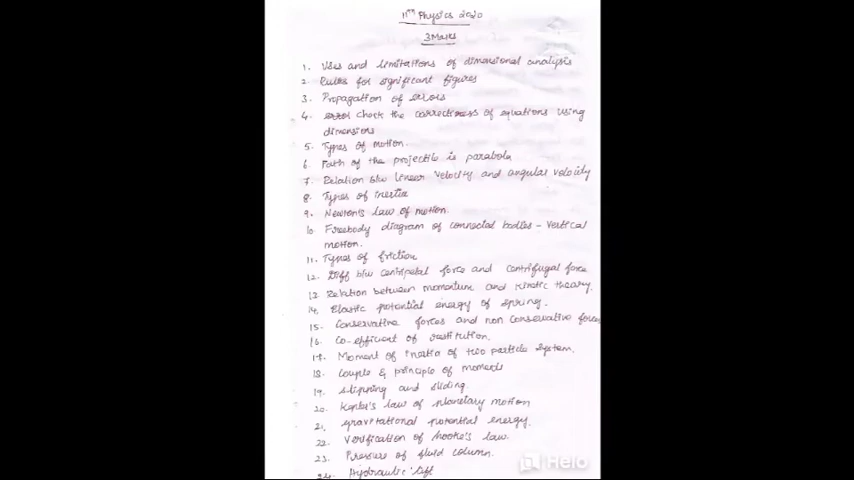 11th Physics 2020
3 Marks
1. Uses and limitations of dimensional analysis
2. Rules for significant figures
3. Propagation of errors
4. check the correctness of equations using
dimensions
5. Types of motion.
6. Path of the projectile is parabola
7. Relation b/w linear velocity and angular velocity
8. Types of inertia
9. Newton's law of motion.
10. Freebody diagram of connected bodies - Vertical
motion.
11. Types of friction
12. Diff b/w centripetal force and centrifugal force
13. Relation between momentum and kinetic theory.
14. Elastic potential energy of spring.
15. Conservative forces and non conservative forces
16. Co-efficient of restitution.
17. Moment of inertia of two particle system.
18. Couple & principle of moments
19. slipping and sliding.
20. Kepler's law of planetary motion
21. gravitational potential energy.
22. Verification of hooke's law.
23. Pressure of fluid column.
24. Hydraulic lift
Helo